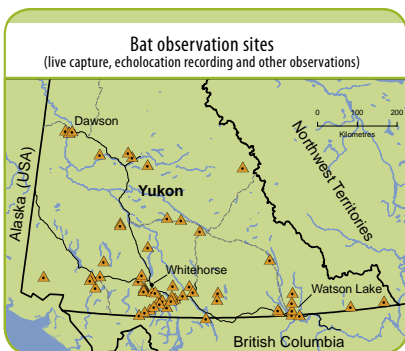 Bat observation sites
(live capture, echolocation recording and other observations)
Dawson
0 100 200
Kilometres
Northwest Territories
Alaska (USA)
Yukon
Whitehorse
Watson Lake
British Columbia